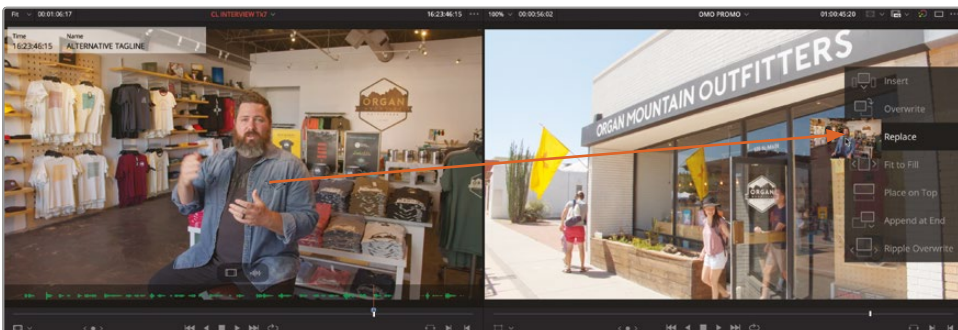 Fit 00:01:06:17 CL INTERVIEW TXT 16:23:46:15 100% 00:00:56:02 OMO PROMO 01:00:45:20
Time Name
16:23:46:15 ALTERNATIVE TAGLINE
ORGAN
ORGAN MOUNTAIN OUTFITTERS
ORGAN
Insert
Overwrite
Replace
Fit to Fill
Place on Top
Append at End
Ripple Overwrite